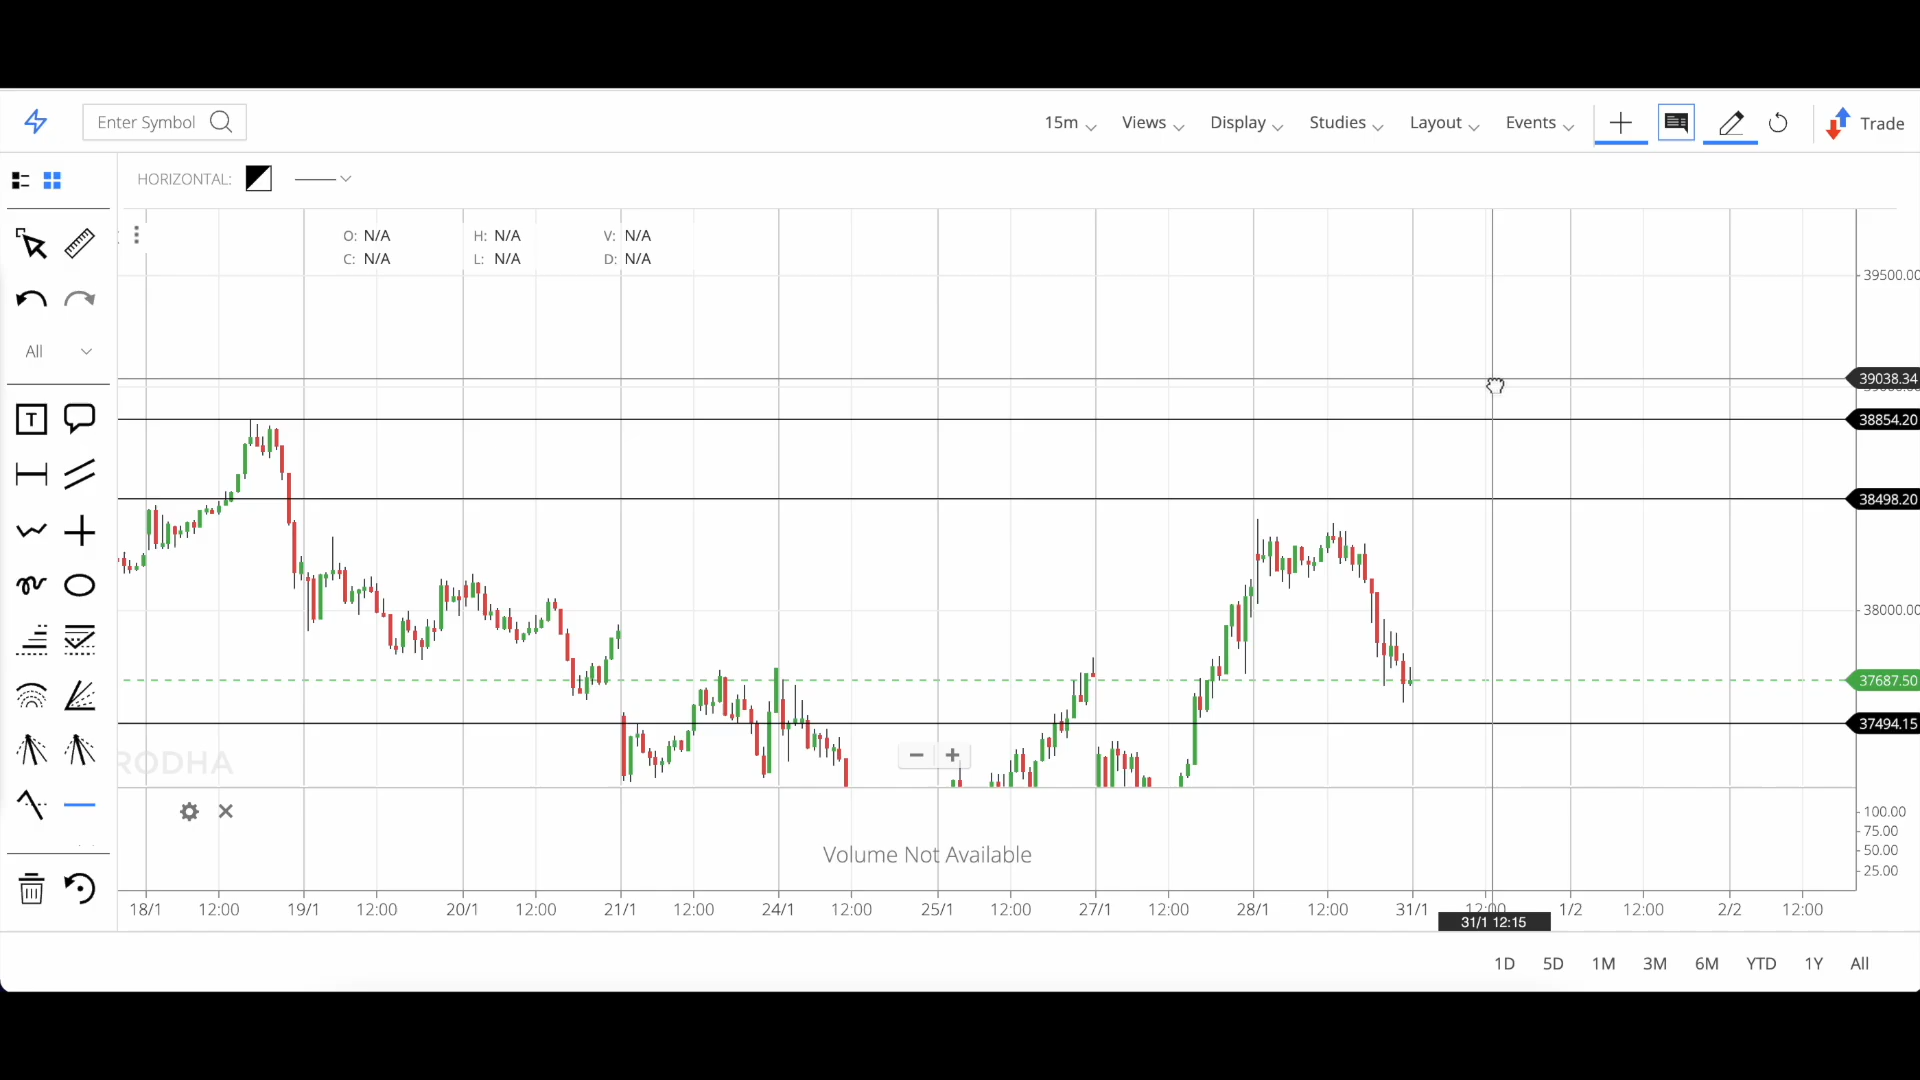 Enter Symbol
15m Views Display Studies Layout Events Trade
HORIZONTAL:
O: N/A H: N/A V: N/A
C: N/A L: N/A D: N/A
All
T
39500.00
39038.34
38854.20
38498.20
38000.00
37687.50
37494.15
RODHA
− +
Volume Not Available
100.00
75.00
50.00
25.00
18/1 12:00 19/1 12:00 20/1 12:00 21/1 12:00 24/1 12:00 25/1 12:00 27/1 12:00 28/1 12:00 31/1 12:00 1/2 12:00 2/2 12:00
31/1 12:15
1D 5D 1M 3M 6M YTD 1Y All